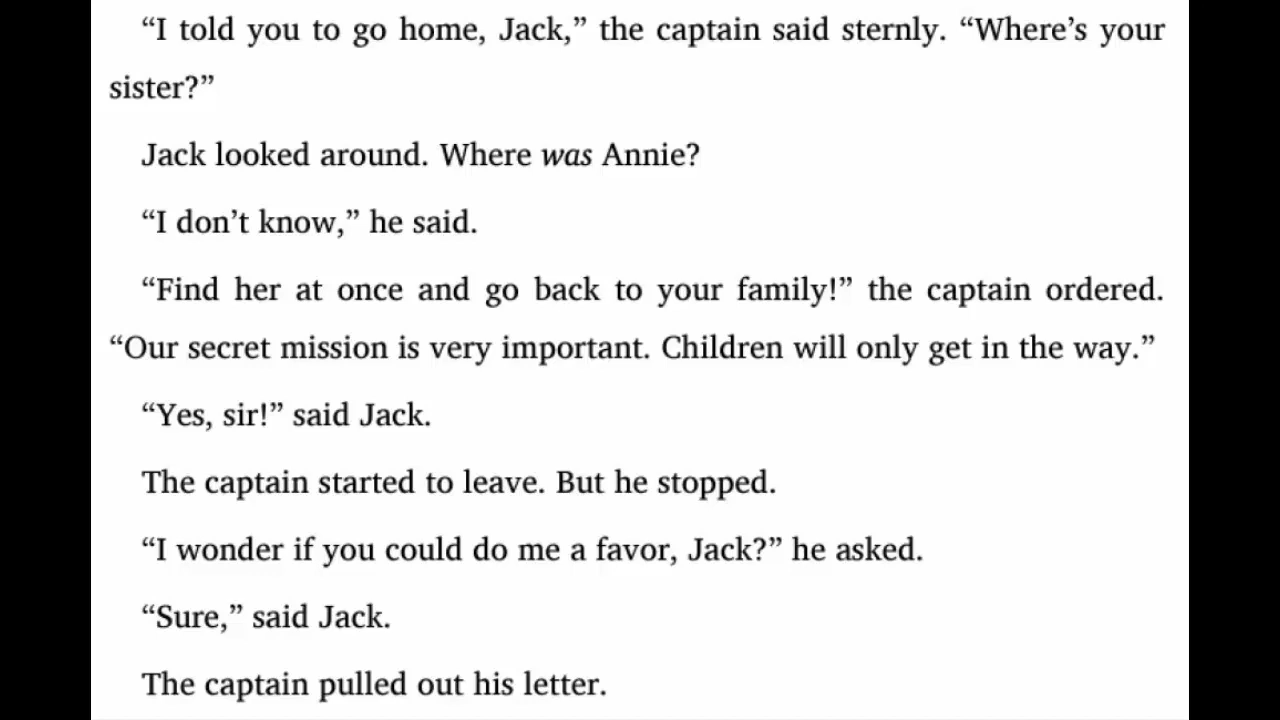 “I told you to go home, Jack,” the captain said sternly. “Where’s your
sister?”
Jack looked around. Where was Annie?
“I don’t know,” he said.
“Find her at once and go back to your family!” the captain ordered.
“Our secret mission is very important. Children will only get in the way.”
“Yes, sir!” said Jack.
The captain started to leave. But he stopped.
“I wonder if you could do me a favor, Jack?” he asked.
“Sure,” said Jack.
The captain pulled out his letter.